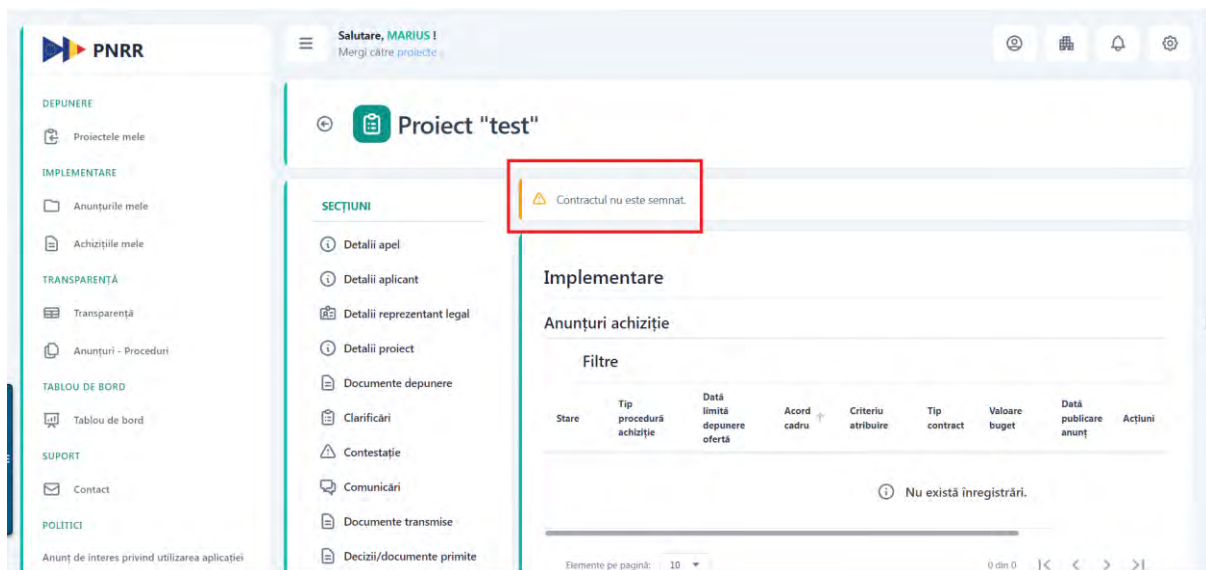 PNRR
Salutare, MARIUS !
Mergi către proiecte
DEPUNERE
Proiectele mele
IMPLEMENTARE
Anunțurile mele
Achizițiile mele
TRANSPARENȚĂ
Transparență
Anunțuri - Proceduri
TABLOU DE BORD
Tablou de bord
SUPORT
Contact
POLITICI
Anunț de interes privind utilizarea aplicației
Proiect "test"
SECȚIUNI
Detalii apel
Detalii aplicant
Detalii reprezentant legal
Detalii proiect
Documente depunere
Clarificări
Contestație
Comunicări
Documente transmise
Decizii/documente primite
Contractul nu este semnat.
Implementare
Anunțuri achiziție
Filtre
Stare
Tip procedură achiziție
Dată limită depunere ofertă
Acord cadru
Criteriu atribuire
Tip contract
Valoare buget
Dată publicare anunț
Acțiuni
Nu există înregistrări.
Elemente pe pagină: 10
0 din 0